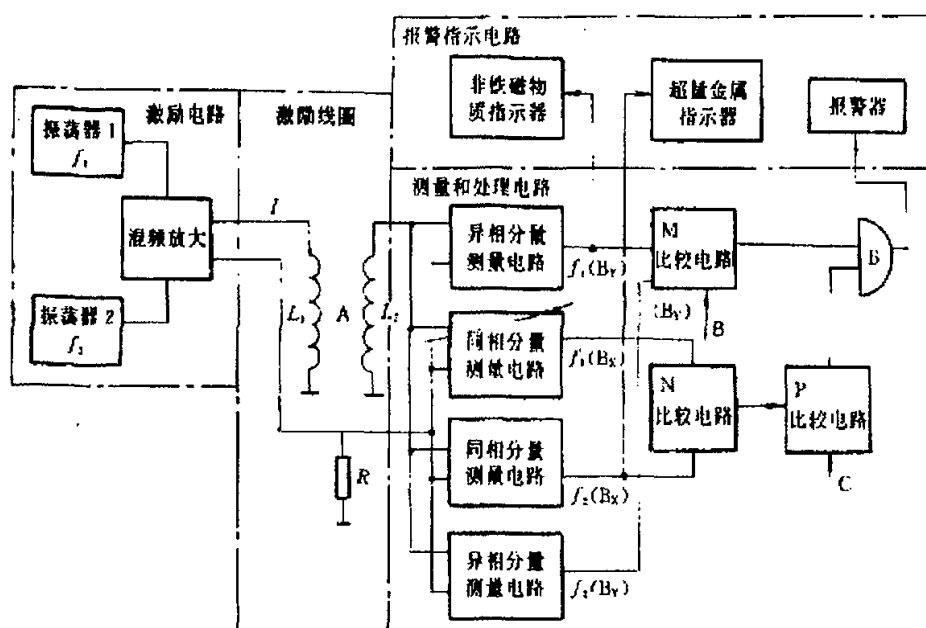 报警指示电路
非铁磁物
质指示器
超量金属
指示器
报警器
激励电路
激励线圈
振荡器1
f₁
混频放大
振荡器2
f₂
I
L₁
A
L₂
R
测量和处理电路
异相分量
测量电路
f₁(B_Y)
同相分量
测量电路
f₁(B_X)
同相分量
测量电路
f₂(B_X)
异相分量
测量电路
f₂(B_Y)
M
比较电路
(B_Y)
B
N
比较电路
P
比较电路
C
B